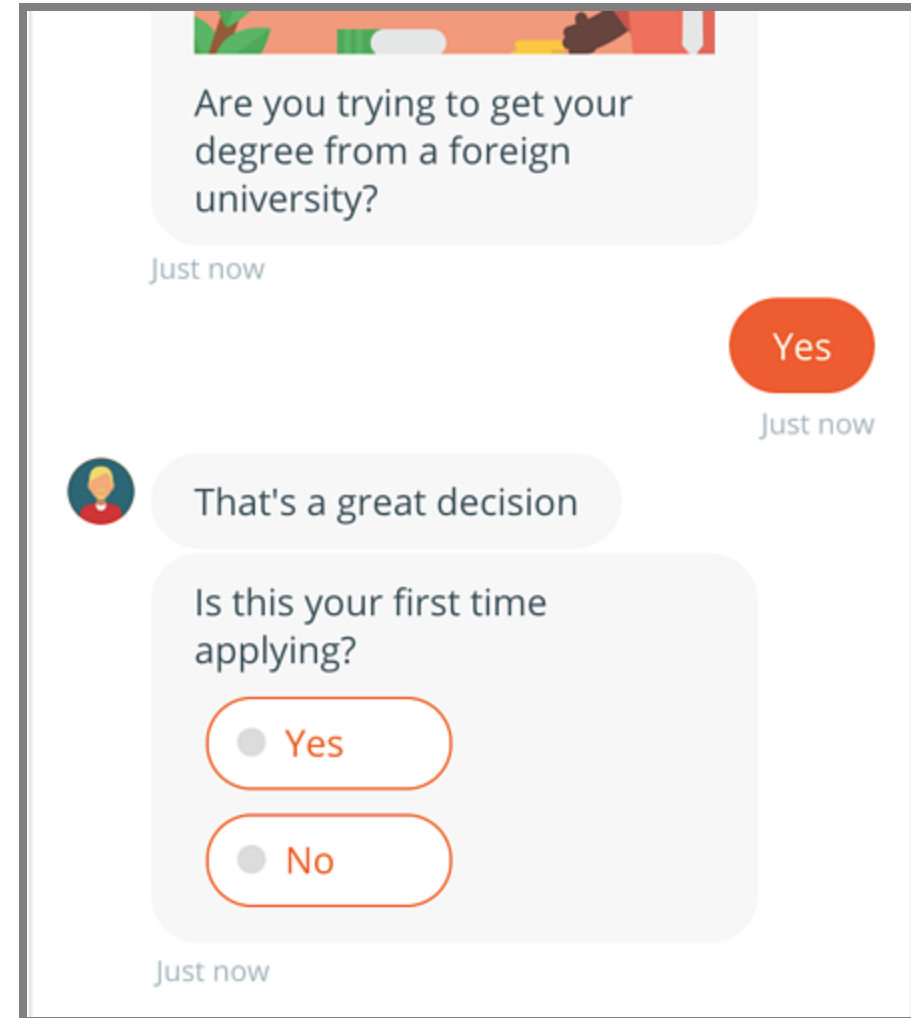 Are you trying to get your
degree from a foreign
university?
Just now
Yes
Just now
That's a great decision
Is this your first time
applying?
Yes
No
Just now